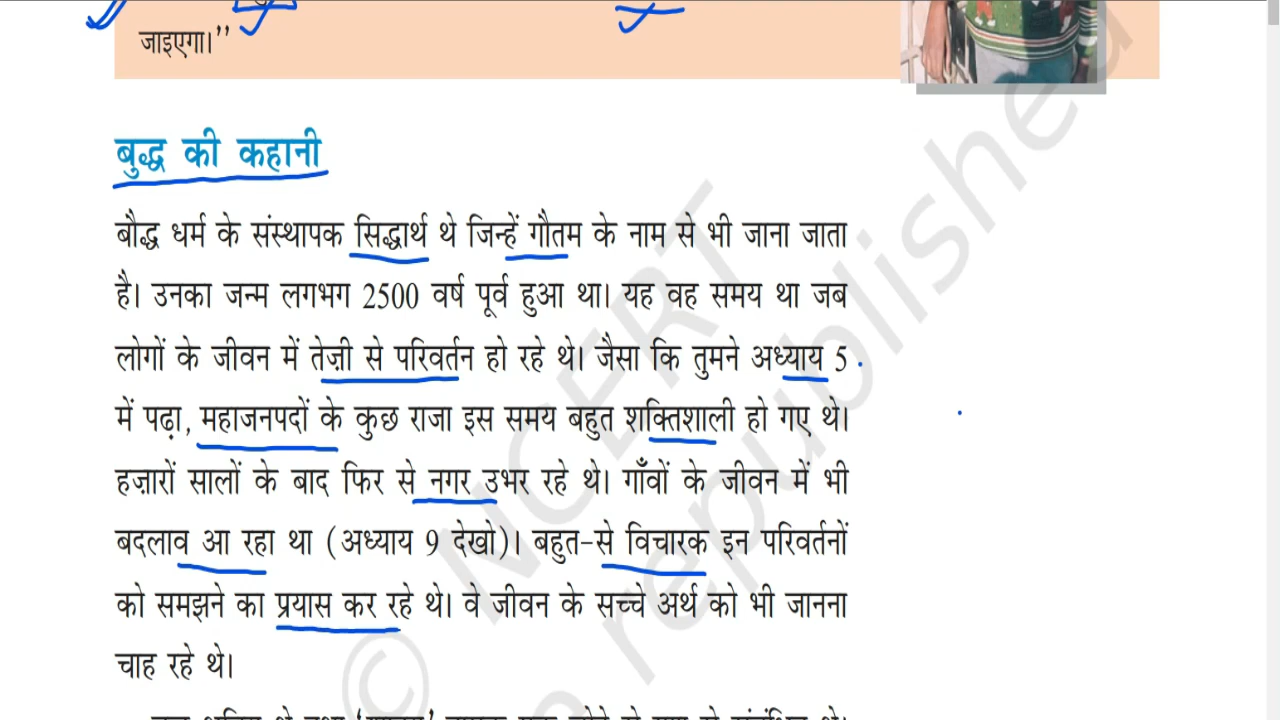 जाइएगा।”
बुद्ध की कहानी
बौद्ध धर्म के संस्थापक सिद्धार्थ थे जिन्हें गौतम के नाम से भी जाना जाता
है। उनका जन्म लगभग 2500 वर्ष पूर्व हुआ था। यह वह समय था जब
लोगों के जीवन में तेज़ी से परिवर्तन हो रहे थे। जैसा कि तुमने अध्याय 5
में पढ़ा, महाजनपदों के कुछ राजा इस समय बहुत शक्तिशाली हो गए थे।
हज़ारों सालों के बाद फिर से नगर उभर रहे थे। गाँवों के जीवन में भी
बदलाव आ रहा था (अध्याय 9 देखो)। बहुत-से विचारक इन परिवर्तनों
को समझने का प्रयास कर रहे थे। वे जीवन के सच्चे अर्थ को भी जानना
चाह रहे थे।
© NCERT
republished